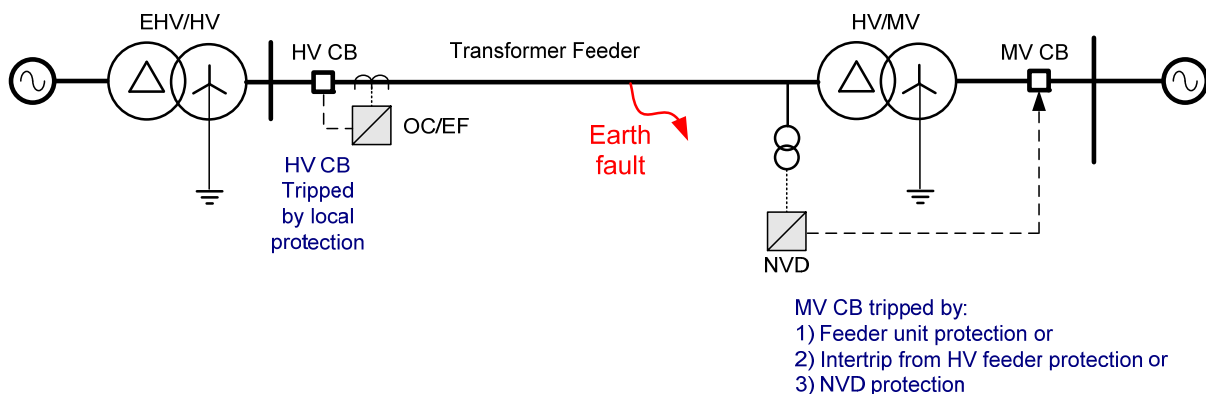 EHV/HV
HV CB
Transformer Feeder
HV/MV
MV CB
OC/EF
Earth
fault
HV CB
Tripped
by local
protection
NVD
MV CB tripped by:
1) Feeder unit protection or
2) Intertrip from HV feeder protection or
3) NVD protection